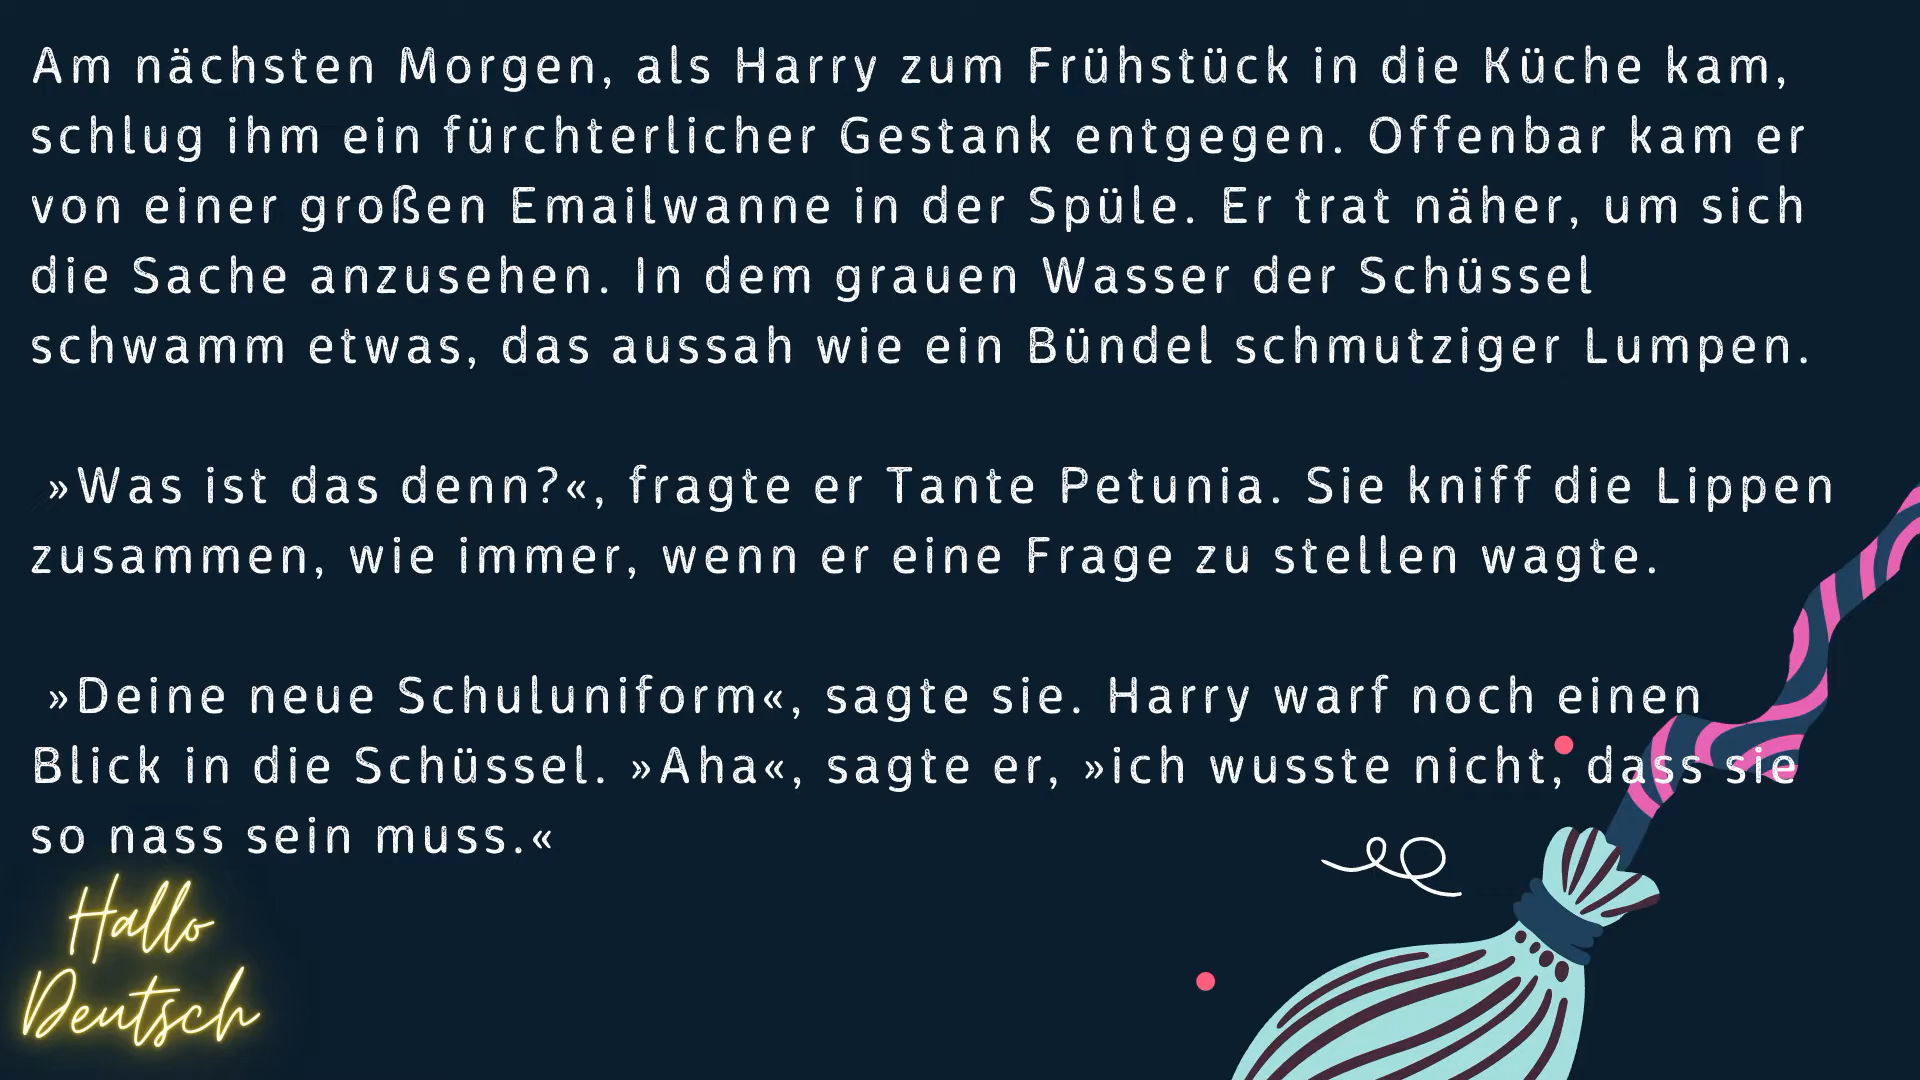 Am nächsten Morgen, als Harry zum Frühstück in die Küche kam,
schlug ihm ein fürchterlicher Gestank entgegen. Offenbar kam er
von einer großen Emailwanne in der Spüle. Er trat näher, um sich
die Sache anzusehen. In dem grauen Wasser der Schüssel
schwamm etwas, das aussah wie ein Bündel schmutziger Lumpen.
»Was ist das denn?«, fragte er Tante Petunia. Sie kniff die Lippen
zusammen, wie immer, wenn er eine Frage zu stellen wagte.
»Deine neue Schuluniform«, sagte sie. Harry warf noch einen
Blick in die Schüssel. »Aha«, sagte er, »ich wusste nicht, dass sie
so nass sein muss.«
Hallo
Deutsch